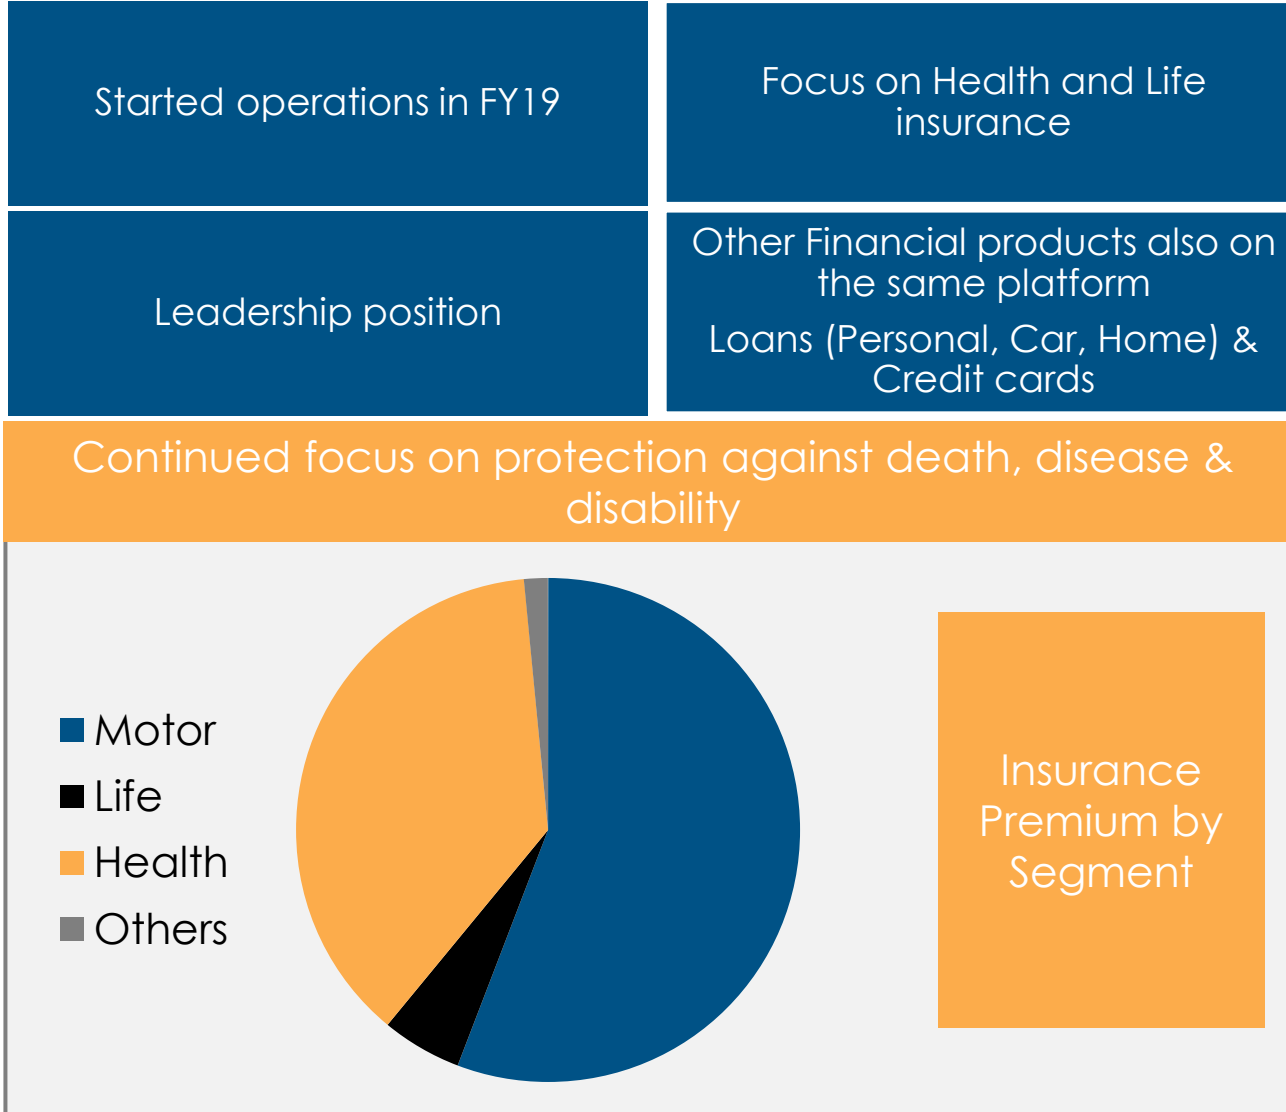 Started operations in FY19
Focus on Health and Life
insurance
Leadership position
Other Financial products also on
the same platform
Loans (Personal, Car, Home) &
Credit cards
Continued focus on protection against death, disease &
disability
Motor
Life
Health
Others
Insurance
Premium by
Segment